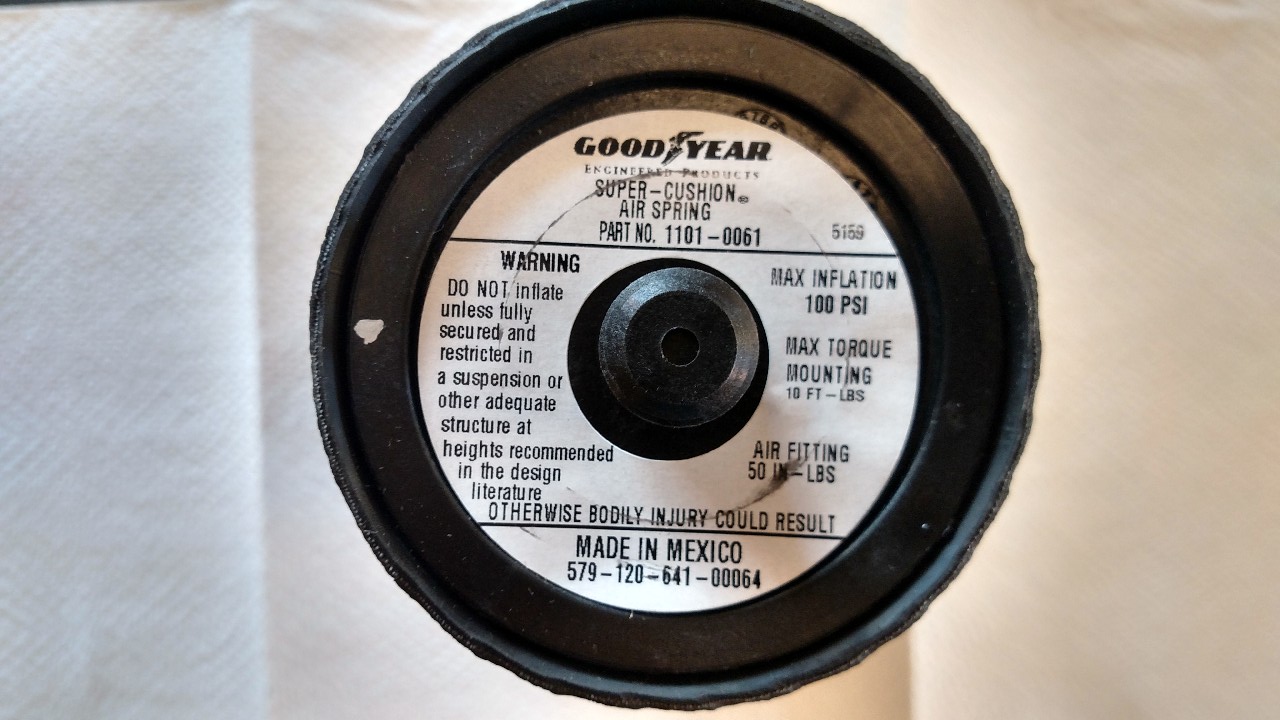 GOODYEAR
ENGINEERED PRODUCTS
SUPER-CUSHION®
AIR SPRING
PART NO. 1101-0061
5159
WARNING
DO NOT inflate
unless fully
secured and
restricted in
a suspension or
other adequate
structure at
heights recommended
in the design
literature
OTHERWISE BODILY INJURY COULD RESULT
MAX INFLATION
100 PSI
MAX TORQUE
MOUNTING
10 FT-LBS
AIR FITTING
50 IN-LBS
MADE IN MEXICO
579-120-641-00064